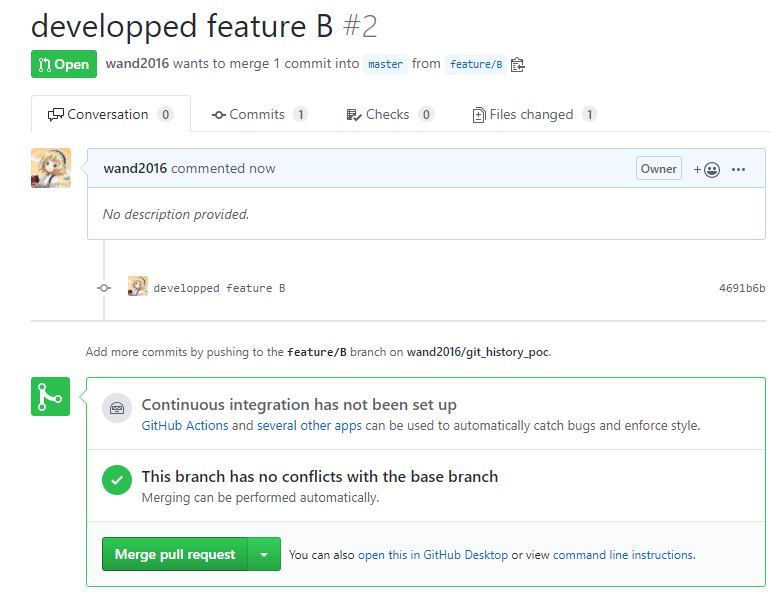 developped feature B #2
Open wand2016 wants to merge 1 commit into master from feature/B
Conversation 0 Commits 1 Checks 0 Files changed 1
wand2016 commented now Owner
No description provided.
developped feature B 4691b6b
Add more commits by pushing to the feature/B branch on wand2016/git_history_poc.
Continuous integration has not been set up
GitHub Actions and several other apps can be used to automatically catch bugs and enforce style.
This branch has no conflicts with the base branch
Merging can be performed automatically.
Merge pull request You can also open this in GitHub Desktop or view command line instructions.